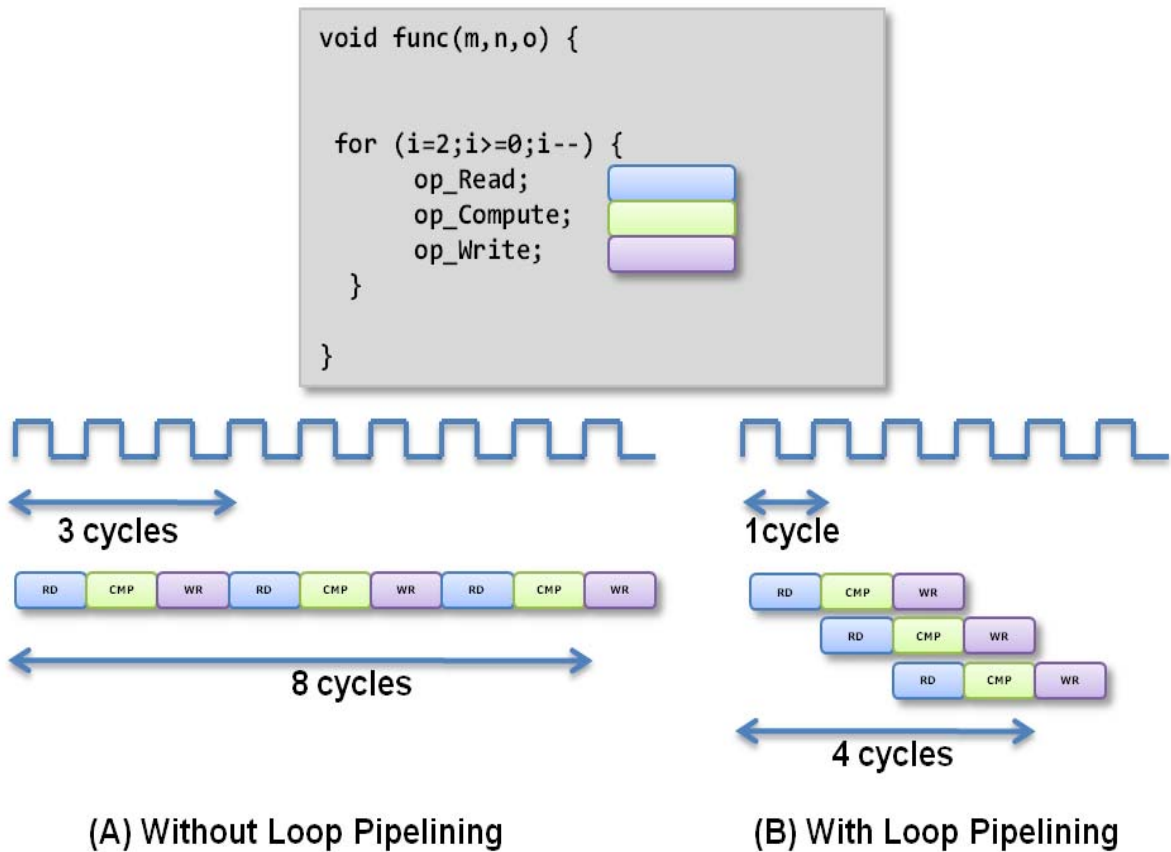 void func(m,n,o) {
for (i=2;i>=0;i--) {
op_Read;
op_Compute;
op_Write;
}
}
3 cycles
RD CMP WR RD CMP WR RD CMP WR
8 cycles
(A) Without Loop Pipelining
1cycle
RD CMP WR
RD CMP WR
RD CMP WR
4 cycles
(B) With Loop Pipelining